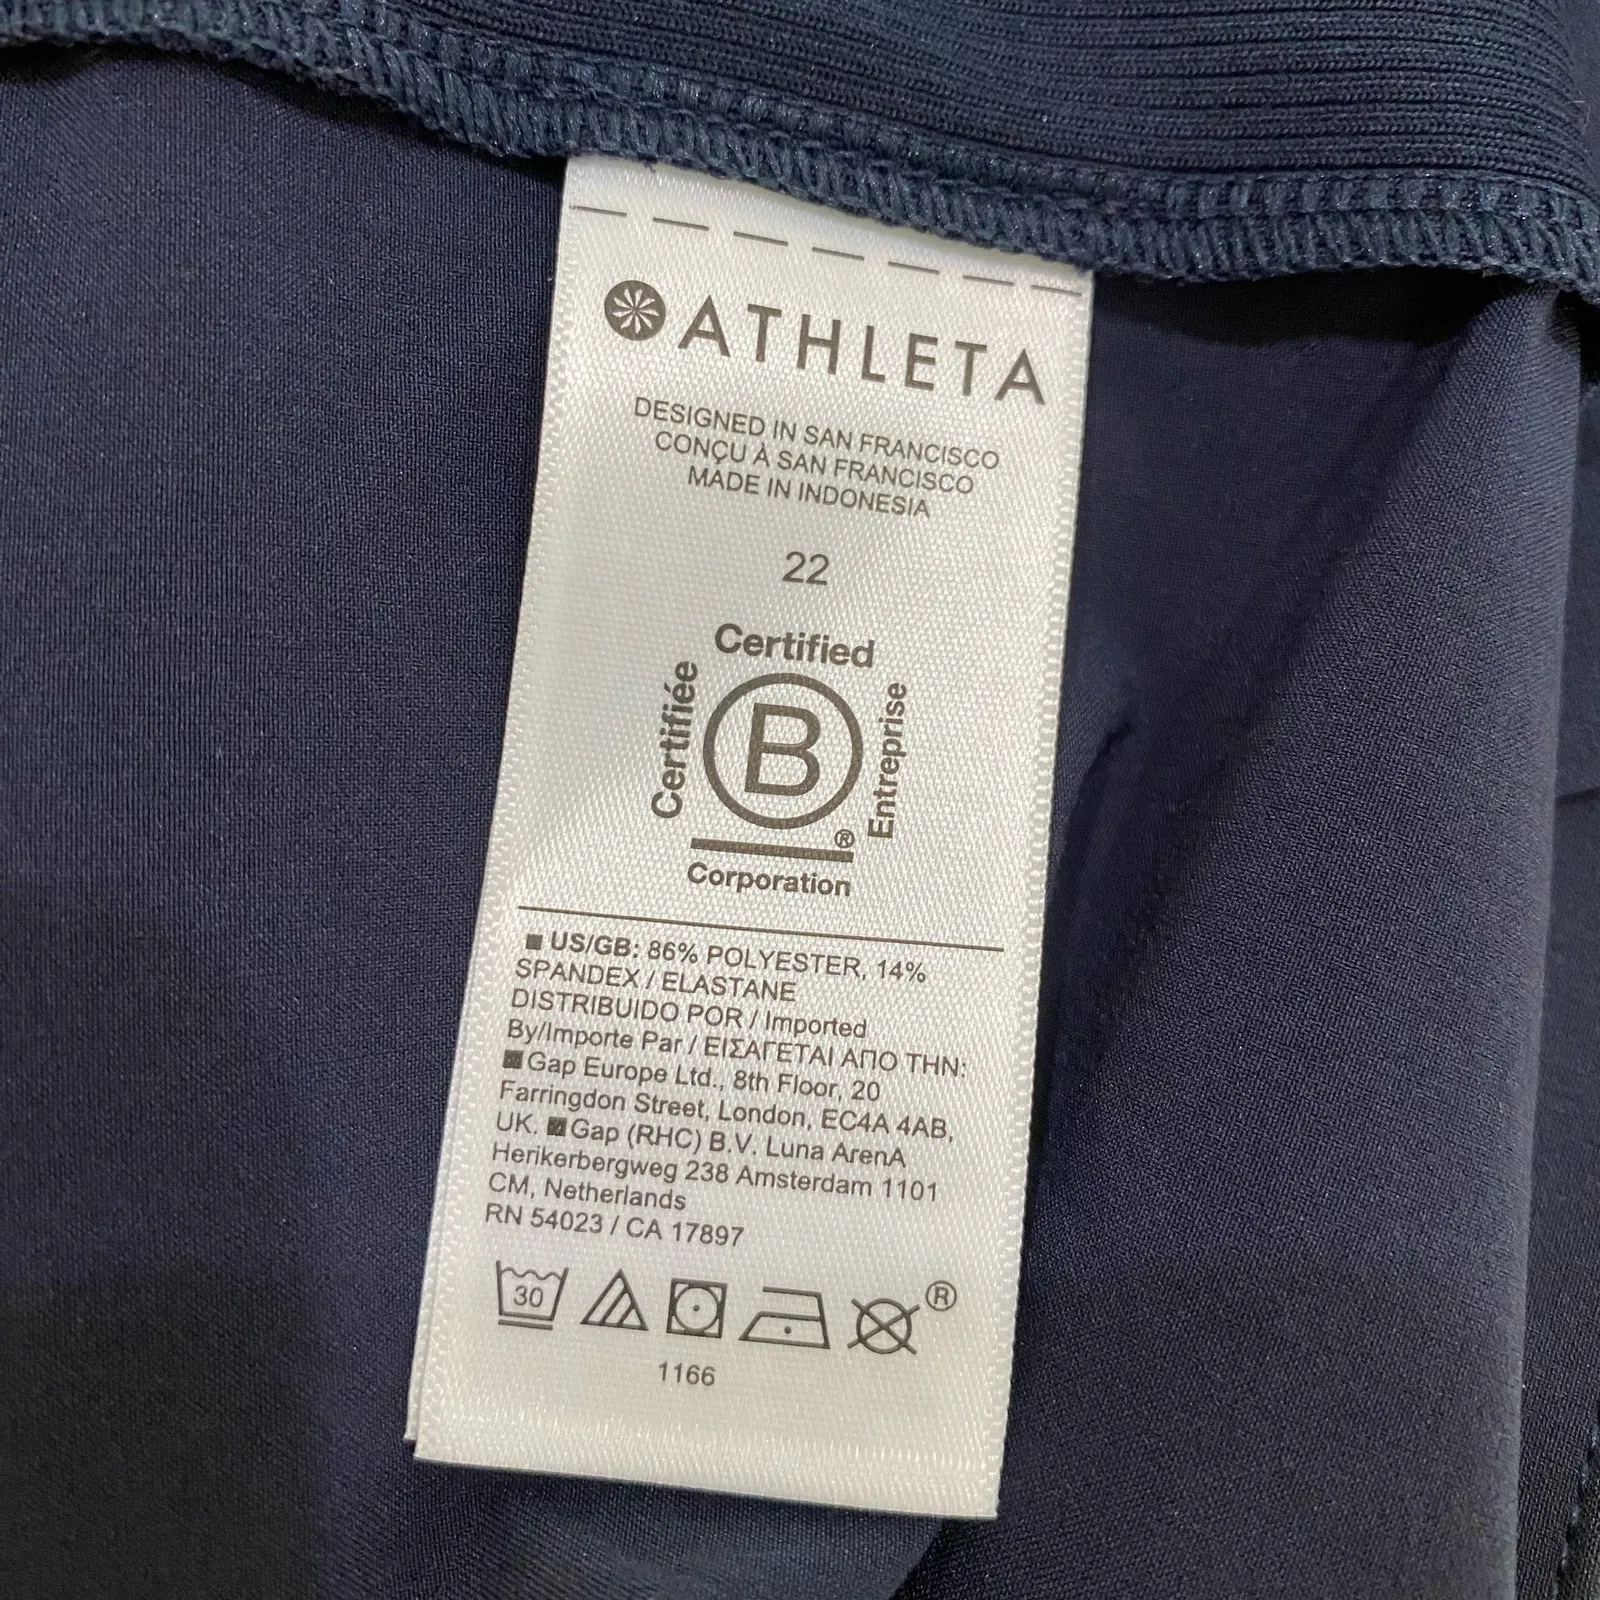 ATHLETA
DESIGNED IN SAN FRANCISCO
CONÇU À SAN FRANCISCO
MADE IN INDONESIA
22
Certified
Certifiée
B
Entreprise
®
Corporation
US/GB: 86% POLYESTER, 14%
SPANDEX / ELASTANE
DISTRIBUIDO POR / Imported
By/Importe Par / ΕΙΣΑΓΕΤΑΙ ΑΠΟ ΤΗΝ:
Gap Europe Ltd., 8th Floor, 20
Farringdon Street, London, EC4A 4AB,
UK. Gap (RHC) B.V. Luna ArenA
Herikerbergweg 238 Amsterdam 1101
CM, Netherlands
RN 54023 / CA 17897
30 ®
1166